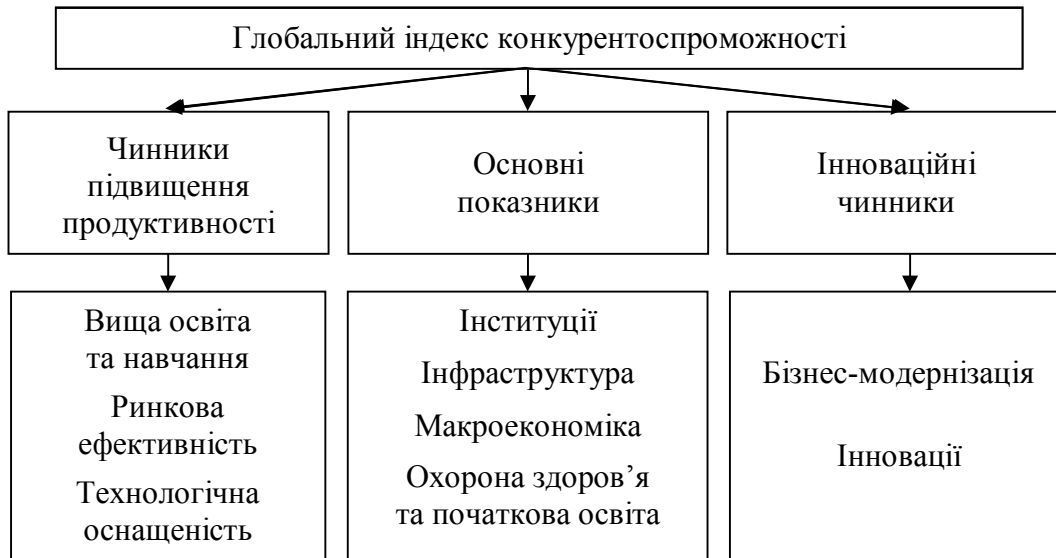 Глобальний індекс конкурентоспроможності
Чинники
підвищення
продуктивності
Основні
показники
Інноваційні
чинники
Вища освіта
та навчання
Ринкова
ефективність
Технологічна
оснащеність
Інституції
Інфраструктура
Макроекономіка
Охорона здоров’я
та початкова освіта
Бізнес-модернізація
Інновації